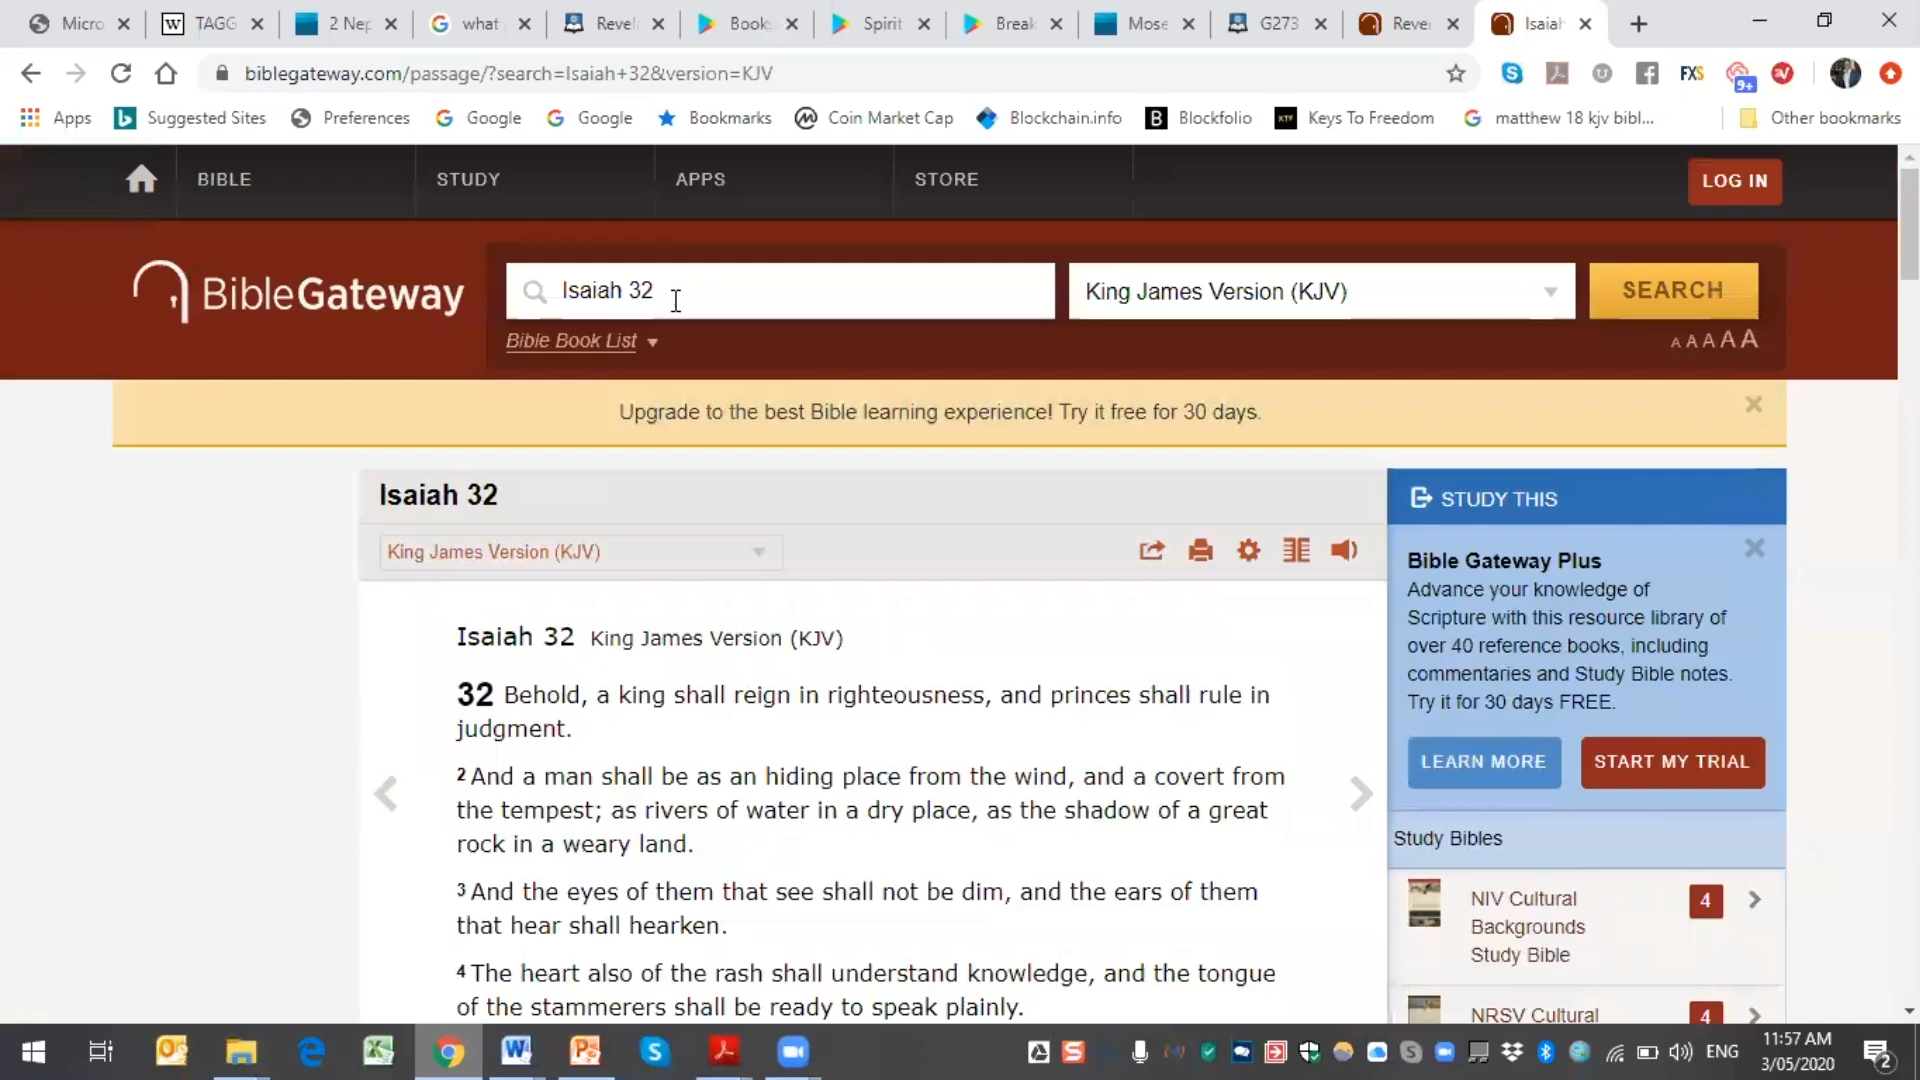 Micro
TAGG
2 Nep
what
Revel
Book
Spirit
Break
Mose
G273
Reve
Isaiah
biblegateway.com/passage/?search=Isaiah+32&version=KJV
FXS
9+
Apps
Suggested Sites
Preferences
Google
Google
Bookmarks
Coin Market Cap
Blockchain.info
Blockfolio
KTF
Keys To Freedom
matthew 18 kjv bibl...
Other bookmarks
BIBLE
STUDY
APPS
STORE
LOG IN
BibleGateway
Isaiah 32
King James Version (KJV)
SEARCH
Bible Book List
A A A A A
Upgrade to the best Bible learning experience! Try it free for 30 days.
Isaiah 32
King James Version (KJV)
Isaiah 32 King James Version (KJV)
32 Behold, a king shall reign in righteousness, and princes shall rule in
judgment.
2 And a man shall be as an hiding place from the wind, and a covert from
the tempest; as rivers of water in a dry place, as the shadow of a great
rock in a weary land.
3 And the eyes of them that see shall not be dim, and the ears of them
that hear shall hearken.
4 The heart also of the rash shall understand knowledge, and the tongue
of the stammerers shall be ready to speak plainly.
STUDY THIS
Bible Gateway Plus
Advance your knowledge of
Scripture with this resource library of
over 40 reference books, including
commentaries and Study Bible notes.
Try it for 30 days FREE.
LEARN MORE
START MY TRIAL
Study Bibles
NIV Cultural
Backgrounds
Study Bible
4
NRSV Cultural
4
ENG
11:57 AM
3/05/2020
2